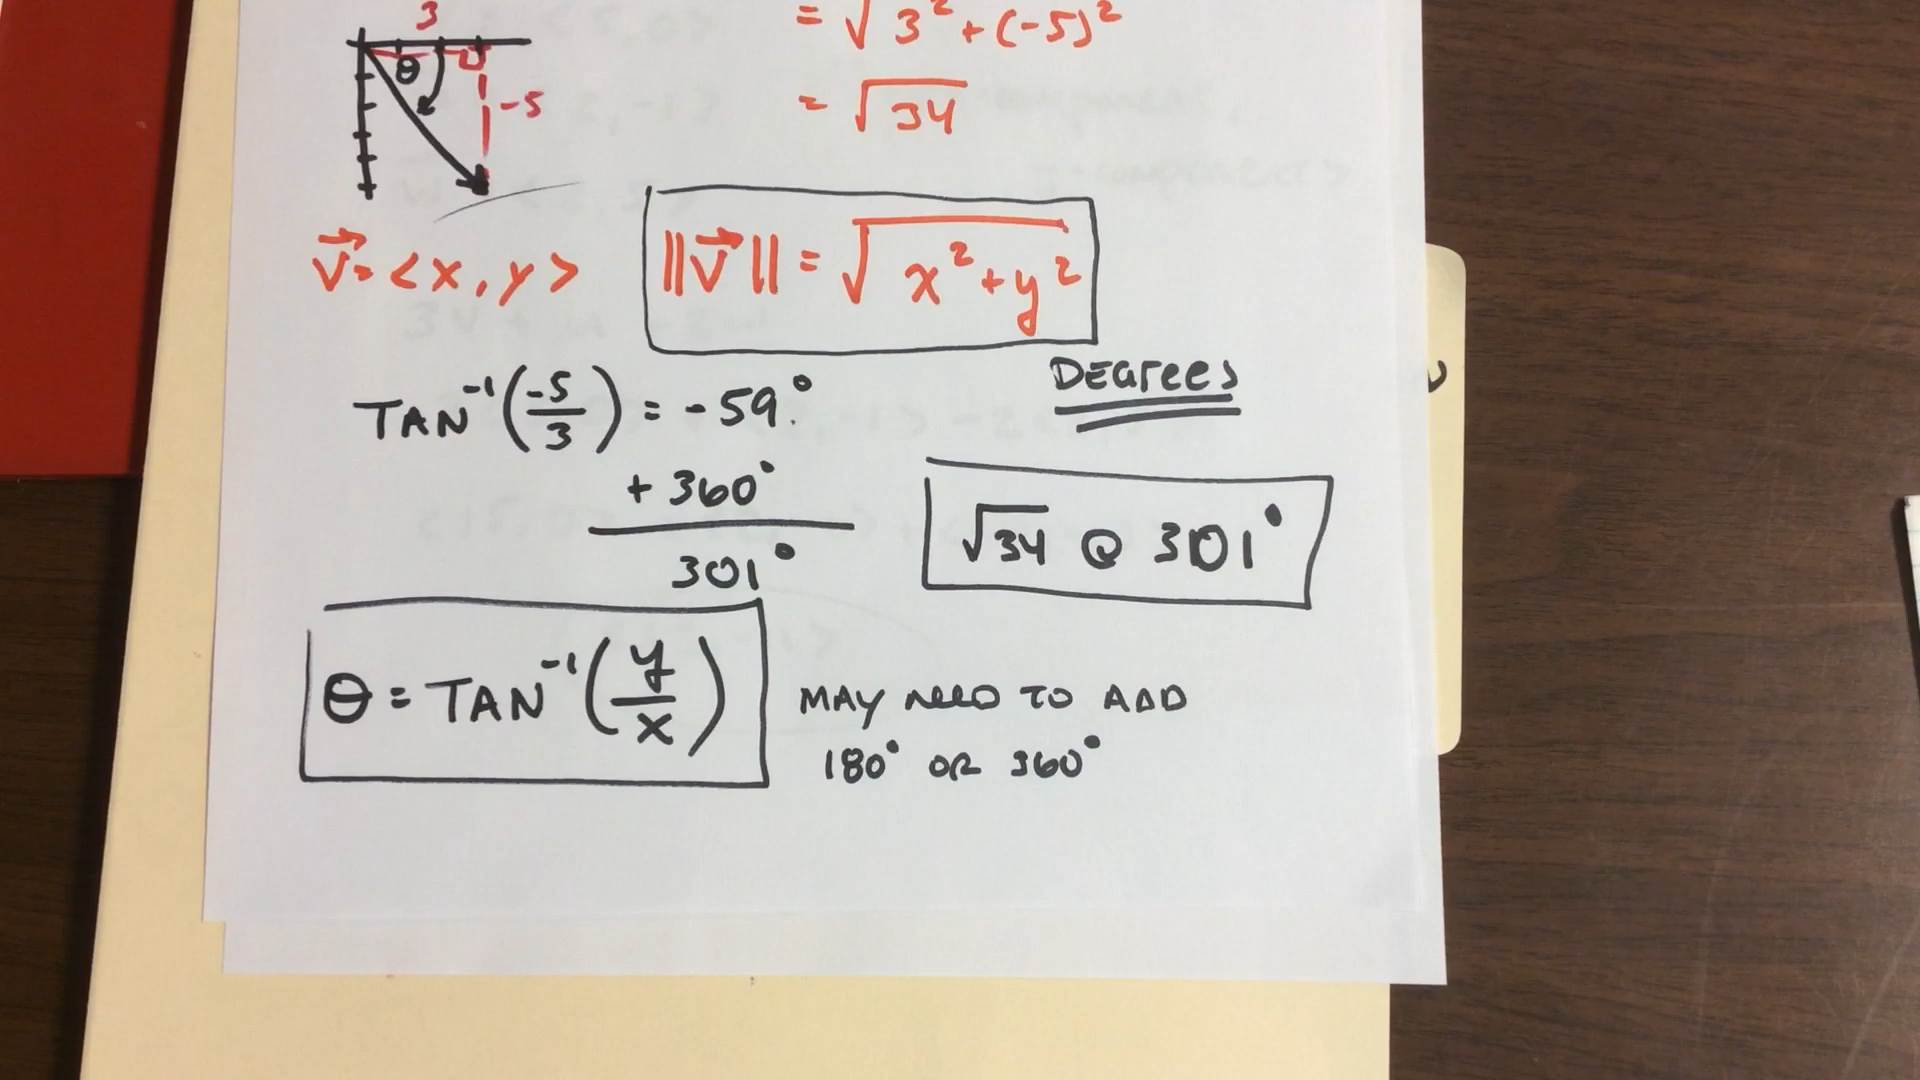 3
= √3² + (-5)²
θ
-5
= √34
v⃗ = <x, y>
||v⃗|| = √x² + y²
TAN⁻¹(-5/3) = -59.°
DEGREES
+ 360°
301°
√34 @ 301°
θ = TAN⁻¹(y/x)
MAY NEED TO ADD
180° OR 360°